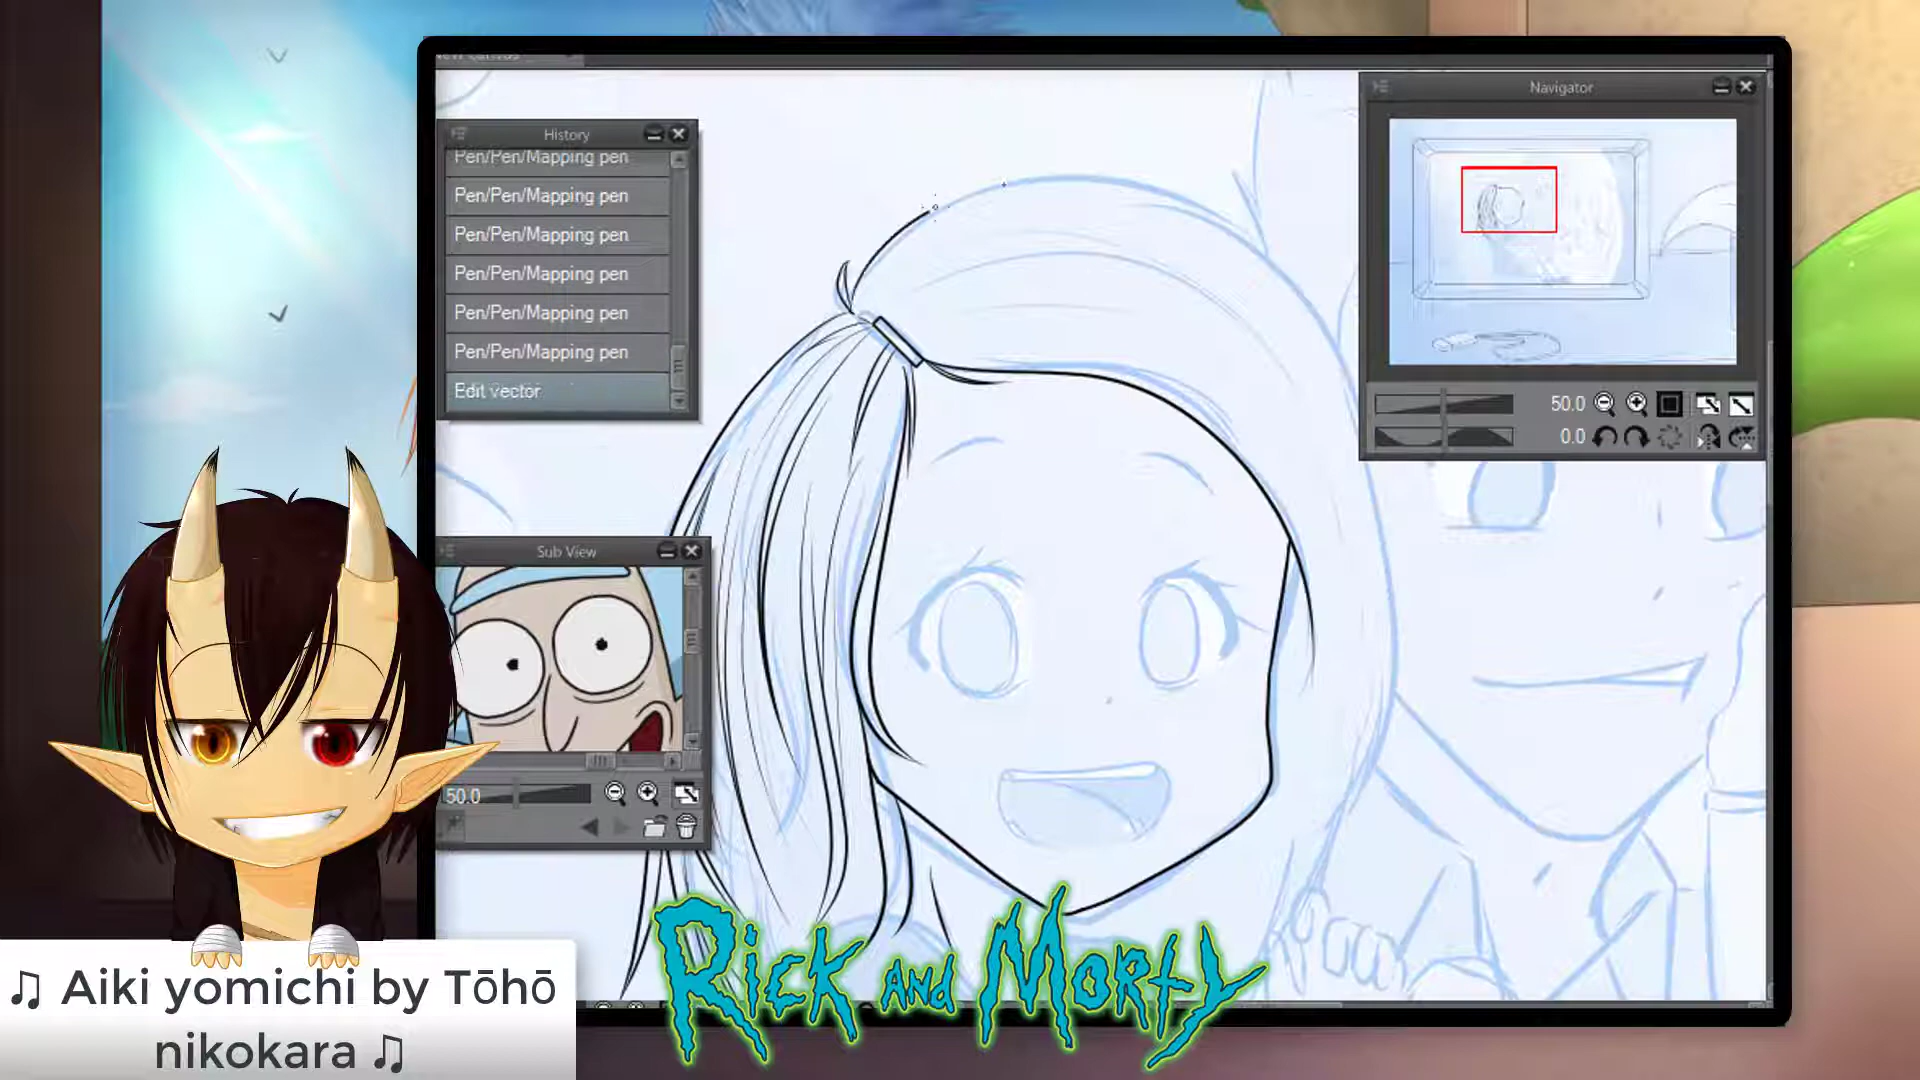 New Canvas
History
Pen/Pen/Mapping pen
Pen/Pen/Mapping pen
Pen/Pen/Mapping pen
Pen/Pen/Mapping pen
Pen/Pen/Mapping pen
Pen/Pen/Mapping pen
Edit vector
Navigator
50.0
0.0
Sub View
50.0
RICK AND MORTY
♫ Aiki yomichi by Tōhō
nikokara ♫